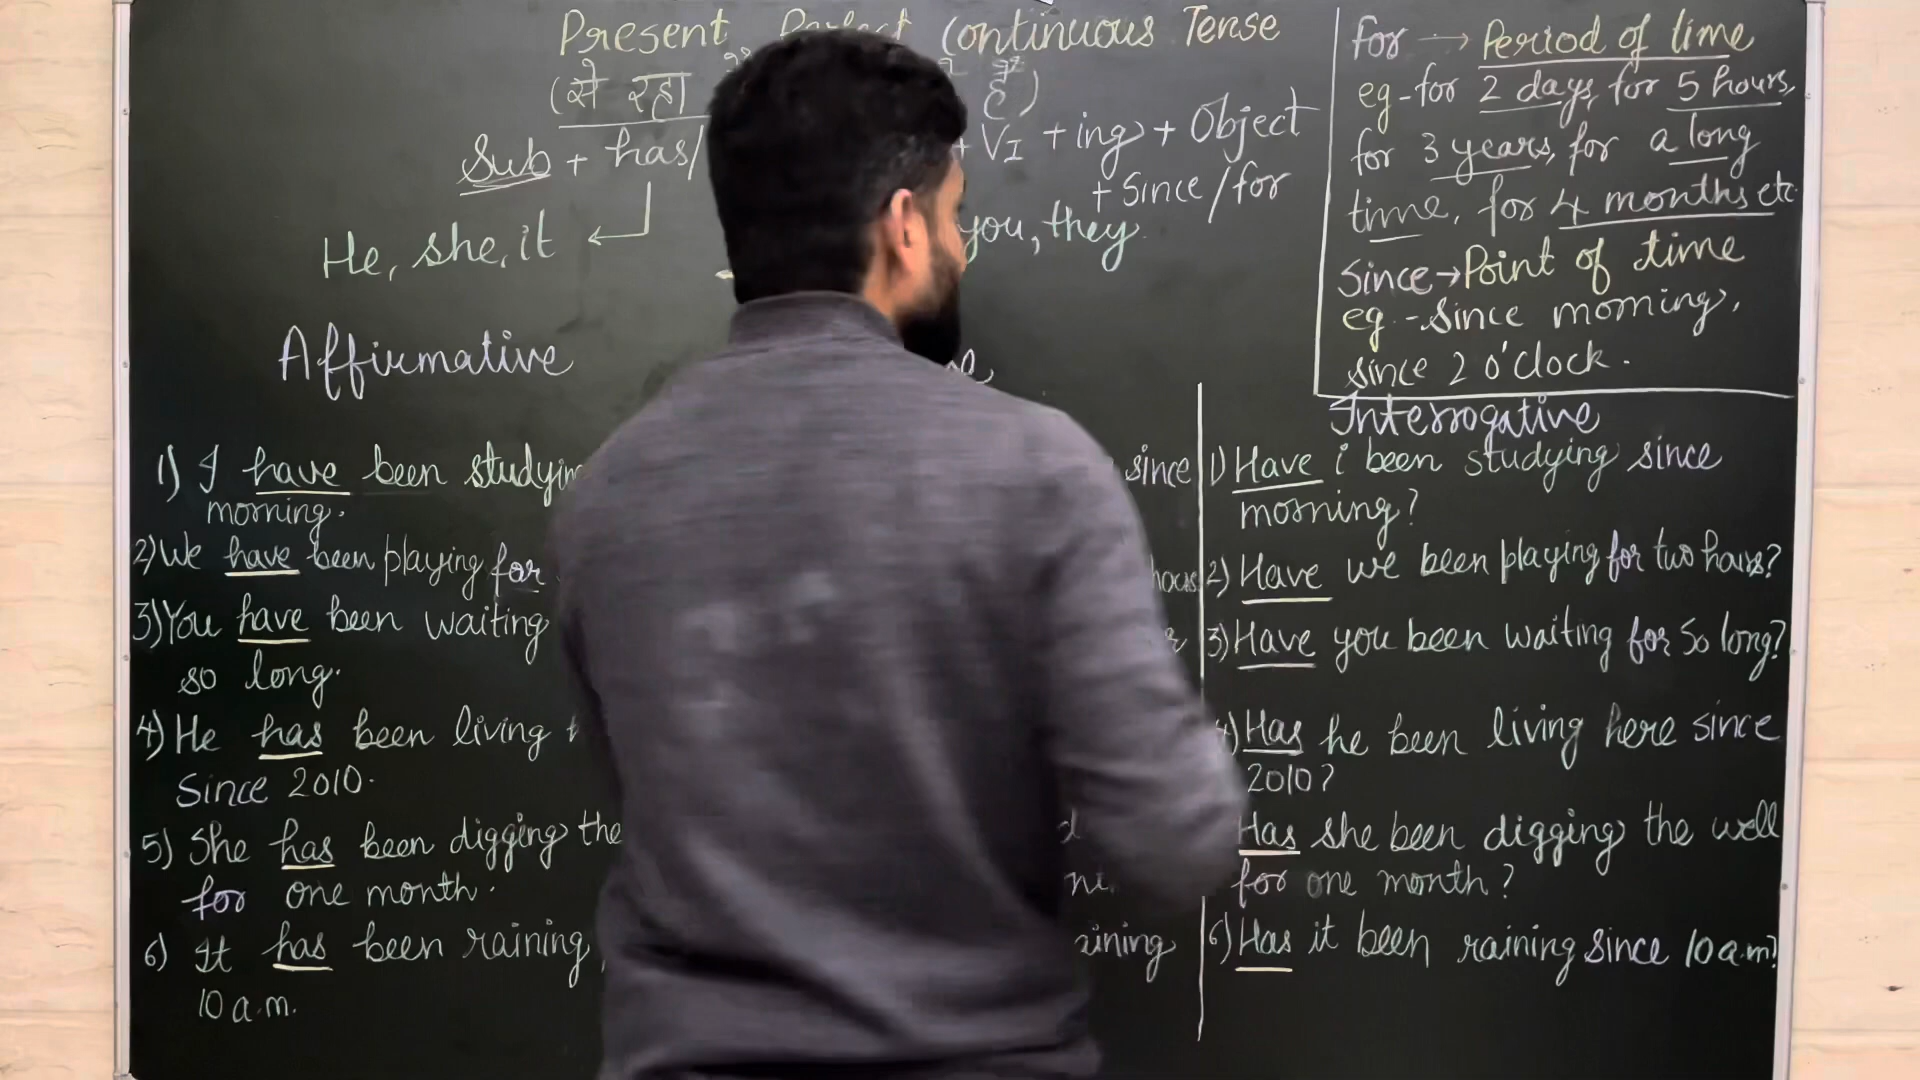 Present Perfect Continuous Tense
(से रहा हैं)
Sub + has/ + V I + ing + Object
+ Since/for
He, she, it
you, they
for → Period of time
eg - for 2 days, for 5 hours,
for 3 years, for a long
time, for 4 months etc
Since → Point of time
eg. - Since morning,
since 2 o'clock.
Affirmative
1) I have been studying
morning.
2) We have been playing for
3) You have been waiting
so long.
4) He has been living
Since 2010.
5) She has been digging the
for one month.
6) It has been raining
10 a.m.
since
hours
Interrogative
1) Have i been studying since
morning?
2) Have we been playing for two hours?
3) Have you been waiting for So long?
4) Has he been living here since
2010?
Has she been digging the well
for one month?
6) Has it been raining since 10 a.m?